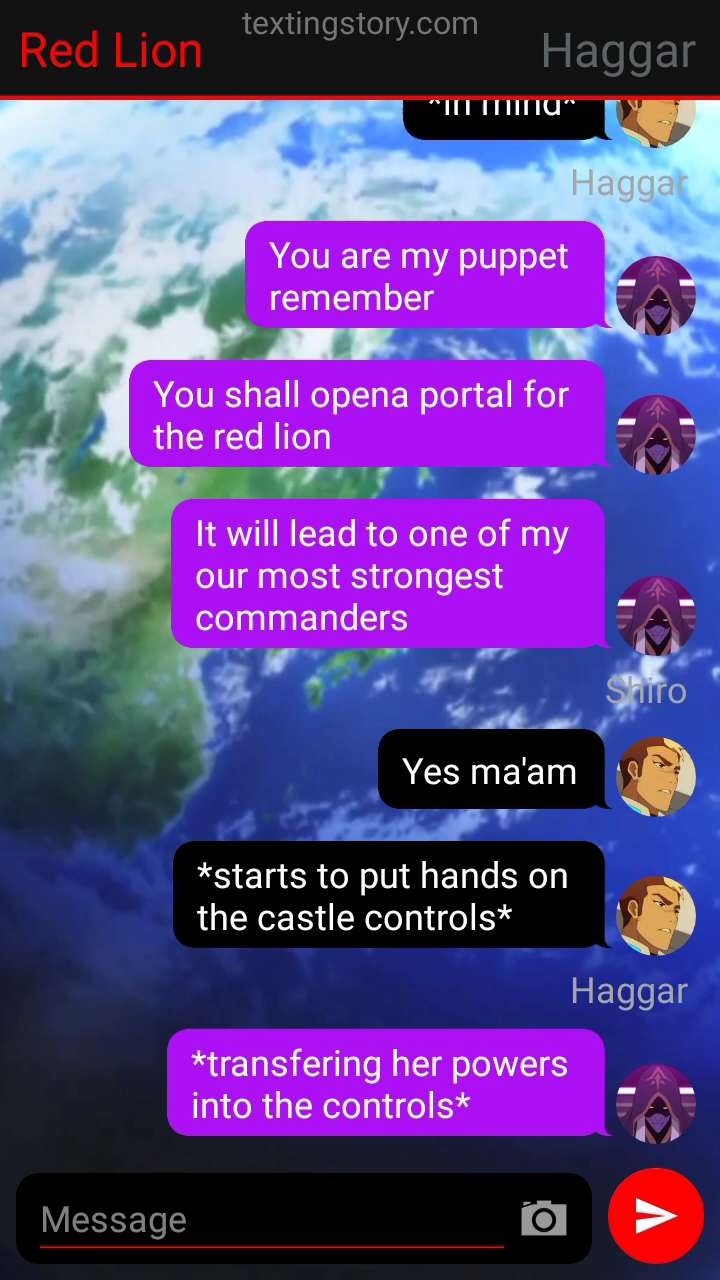 textingstory.com
Red Lion
Haggar
*in mind*
Haggar
You are my puppet
remember
You shall opena portal for
the red lion
It will lead to one of my
our most strongest
commanders
Shiro
Yes ma'am
*starts to put hands on
the castle controls*
Haggar
*transfering her powers
into the controls*
Message